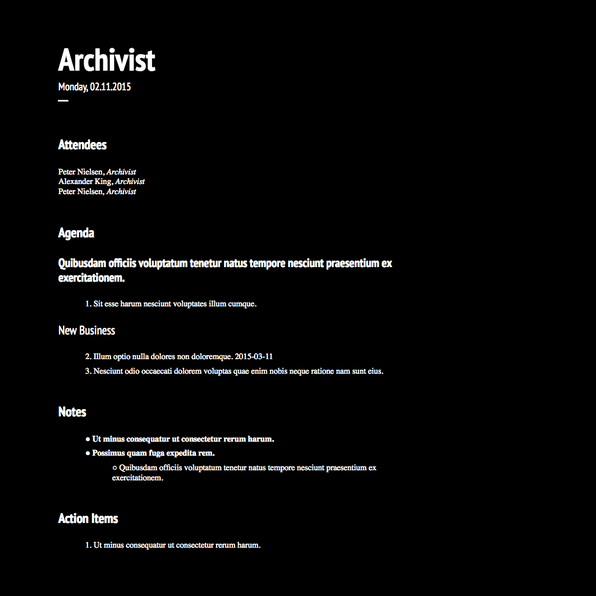 Archivist
Monday, 02.11.2015
—
Attendees
Peter Nielsen, Archivist
Alexander King, Archivist
Peter Nielsen, Archivist
Agenda
Quibusdam officiis voluptatum tenetur natus tempore nesciunt praesentium ex
exercitationem.
1. Sit esse harum nesciunt voluptates illum cumque.
New Business
2. Illum optio nulla dolores non doloremque. 2015-03-11
3. Nesciunt odio occaecati dolorem voluptas quae enim nobis neque ratione nam sunt eius.
Notes
● Ut minus consequatur ut consectetur rerum harum.
● Possimus quam fuga expedita rem.
○ Quibusdam officiis voluptatum tenetur natus tempore nesciunt praesentium ex
exercitationem.
Action Items
1. Ut minus consequatur ut consectetur rerum harum.